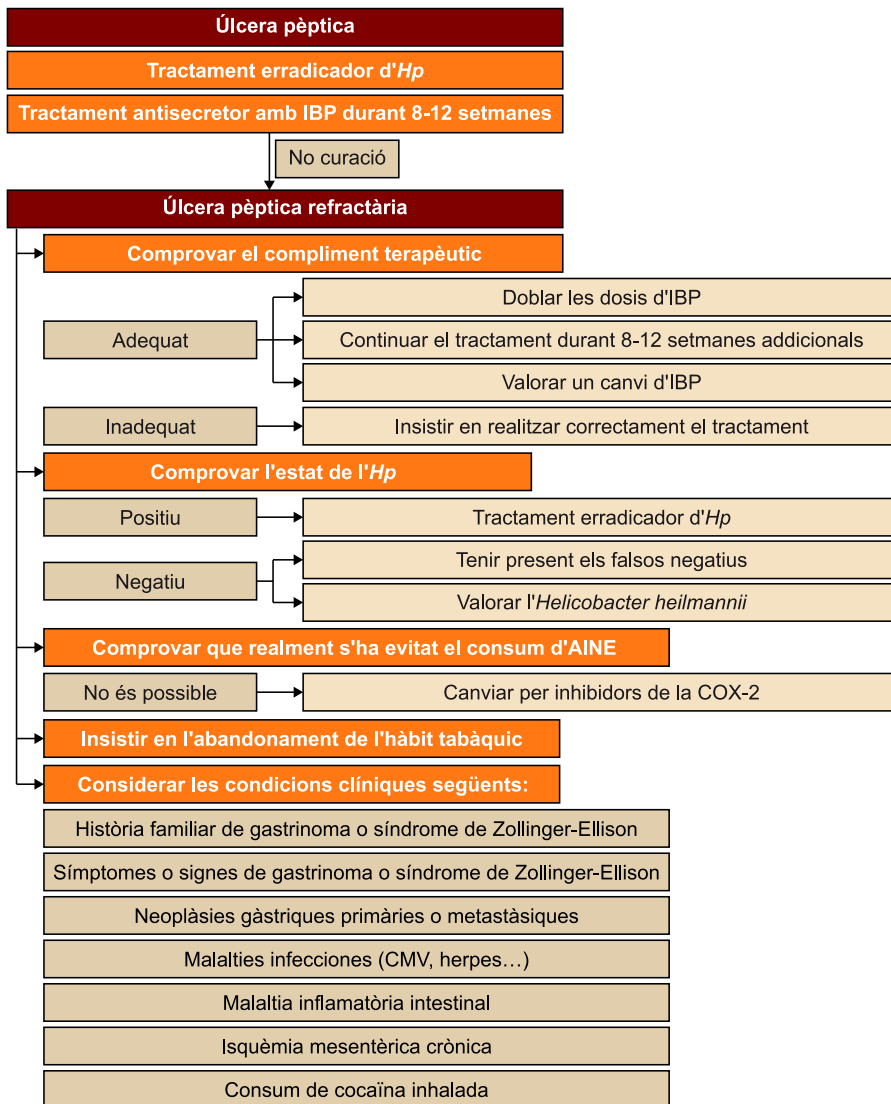 Úlcera pèptica
Tractament erradicador d'Hp
Tractament antisecretor amb IBP durant 8-12 setmanes
No curació
Úlcera pèptica refractària
Comprovar el compliment terapèutic
Adequat
Doblar les dosis d'IBP
Continuar el tractament durant 8-12 setmanes addicionals
Valorar un canvi d'IBP
Inadequat
Insistir en realitzar correctament el tractament
Comprovar l'estat de l'Hp
Positiu
Tractament erradicador d'Hp
Negatiu
Tenir present els falsos negatius
Valorar l'Helicobacter heilmannii
Comprovar que realment s'ha evitat el consum d'AINE
No és possible
Canviar per inhibidors de la COX-2
Insistir en l'abandonament de l'hàbit tabàquic
Considerar les condicions clíniques següents:
Història familiar de gastrinoma o síndrome de Zollinger-Ellison
Símptomes o signes de gastrinoma o síndrome de Zollinger-Ellison
Neoplàsies gàstriques primàries o metastàsiques
Malalties infeccions (CMV, herpes…)
Malaltia inflamatòria intestinal
Isquèmia mesentèrica crònica
Consum de cocaïna inhalada